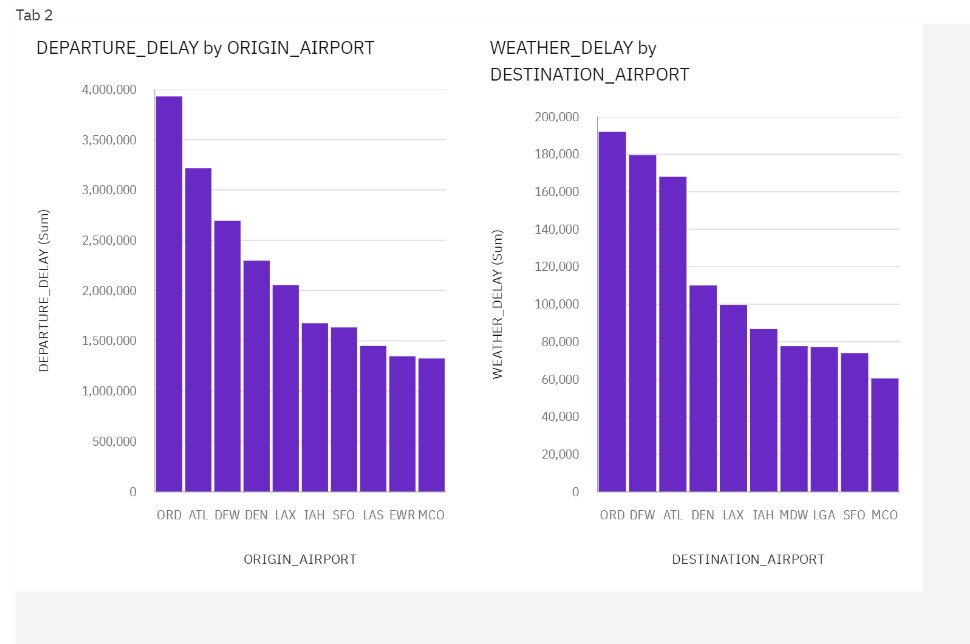 Tab 2
DEPARTURE_DELAY by ORIGIN_AIRPORT
DEPARTURE_DELAY (Sum)
4,000,000
3,500,000
3,000,000
2,500,000
2,000,000
1,500,000
1,000,000
500,000
0
ORD ATL DFW DEN LAX IAH SFO LAS EWR MCO
ORIGIN_AIRPORT
WEATHER_DELAY by
DESTINATION_AIRPORT
WEATHER_DELAY (Sum)
200,000
180,000
160,000
140,000
120,000
100,000
80,000
60,000
40,000
20,000
0
ORD DFW ATL DEN LAX IAH MDW LGA SFO MCO
DESTINATION_AIRPORT